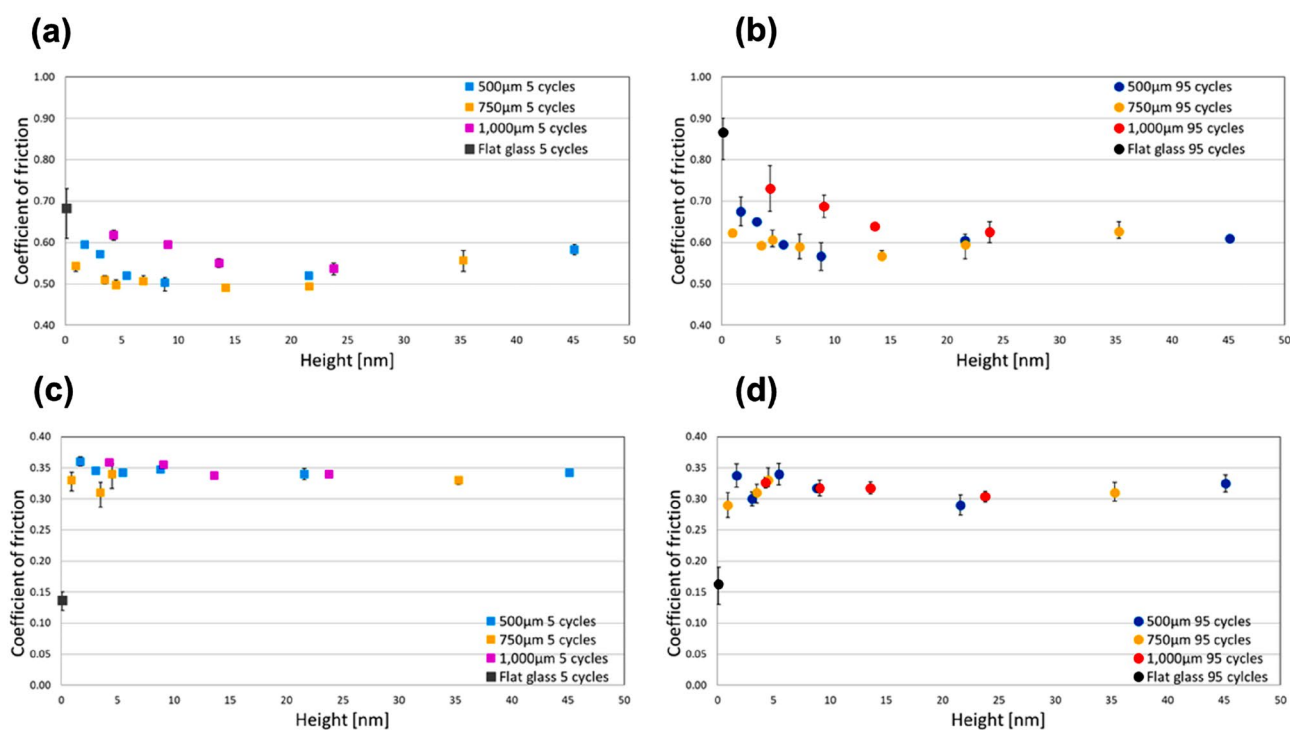 (a)
1.00
0.90
0.80
0.70
0.60
0.50
0.40
Coefficient of friction
500μm 5 cycles
750μm 5 cycles
1,000μm 5 cycles
Flat glass 5 cycles
0 5 10 15 20 25 30 35 40 45 50
Height [nm]
(b)
1.00
0.90
0.80
0.70
0.60
0.50
0.40
Coefficient of friction
500μm 95 cycles
750μm 95 cycles
1,000μm 95 cycles
Flat glass 95 cycles
0 5 10 15 20 25 30 35 40 45 50
Height [nm]
(c)
0.40
0.35
0.30
0.25
0.20
0.15
0.10
0.05
0.00
Coefficient of friction
500μm 5 cycles
750μm 5 cycles
1,000μm 5 cycles
Flat glass 5 cycles
0 5 10 15 20 25 30 35 40 45 50
Height [nm]
(d)
0.40
0.35
0.30
0.25
0.20
0.15
0.10
0.05
0.00
Coefficient of friction
500μm 95 cycles
750μm 95 cycles
1,000μm 95 cycles
Flat glass 95 cylcles
0 5 10 15 20 25 30 35 40 45 50
Height [nm]